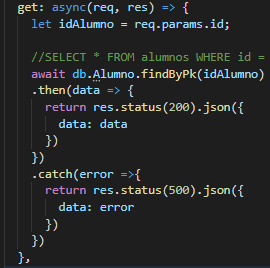 get: async(req, res) => {
let idAlumno = req.params.id;
//SELECT * FROM alumnos WHERE id =
await db.Alumno.findByPk(idAlumno)
.then(data => {
return res.status(200).json({
data: data
})
})
.catch(error =>{
return res.status(500).json({
data: error
})
})
},